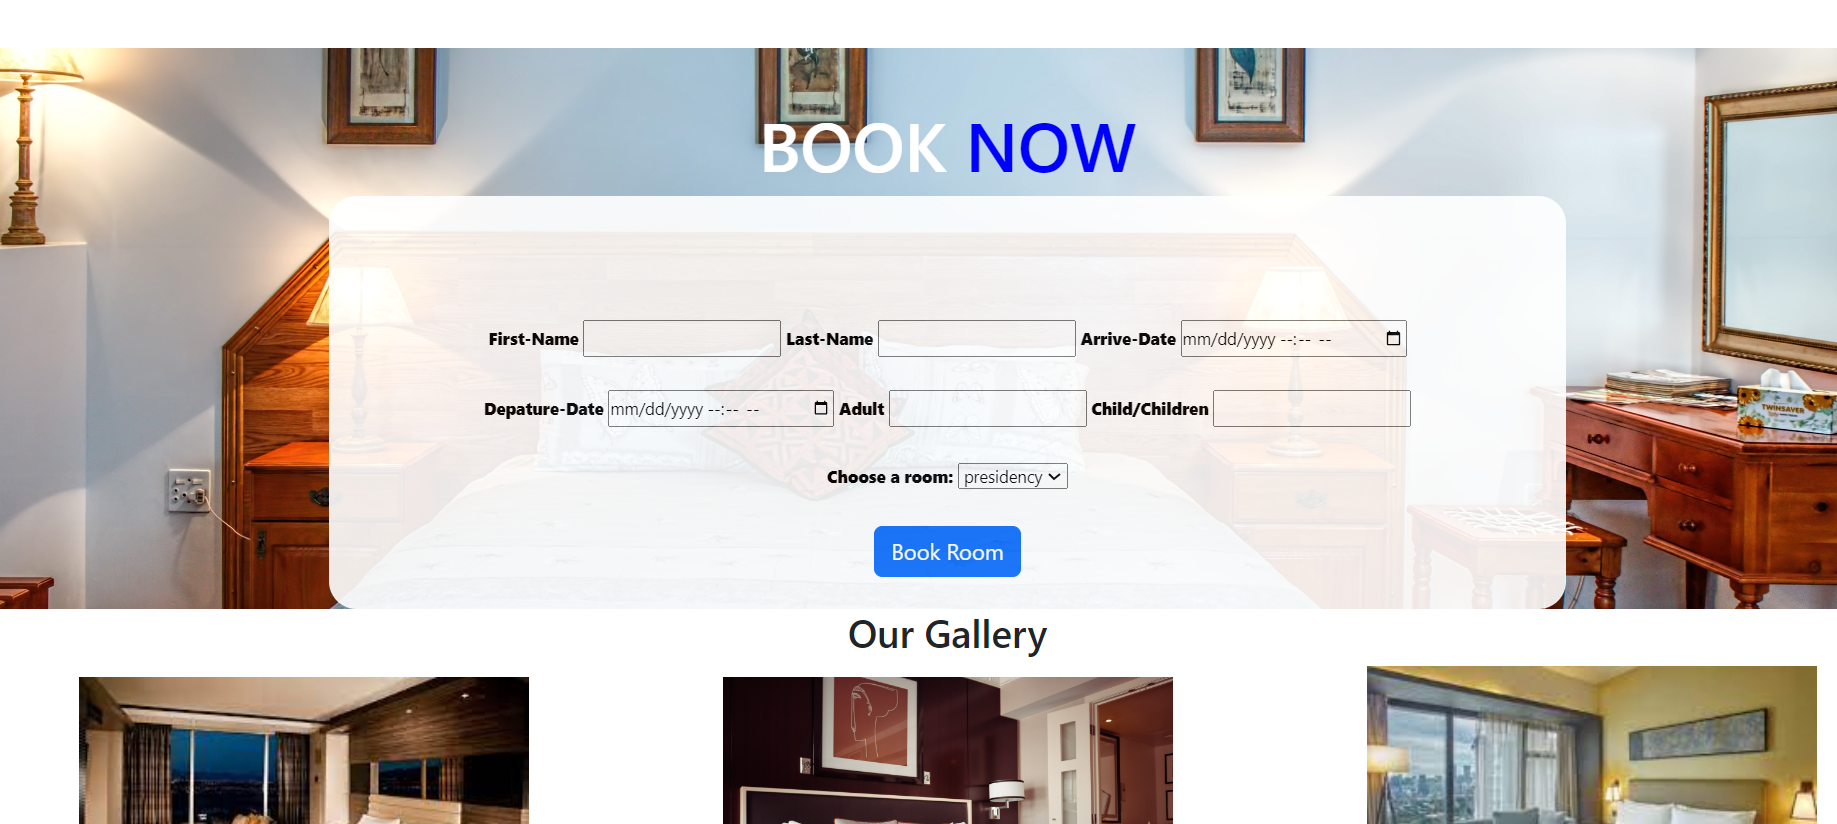 BOOK NOW
First-Name Last-Name Arrive-Date mm/dd/yyyy --:-- --
Depature-Date mm/dd/yyyy --:-- -- Adult Child/Children
TWINSAVER
Choose a room: presidency
Book Room
Our Gallery